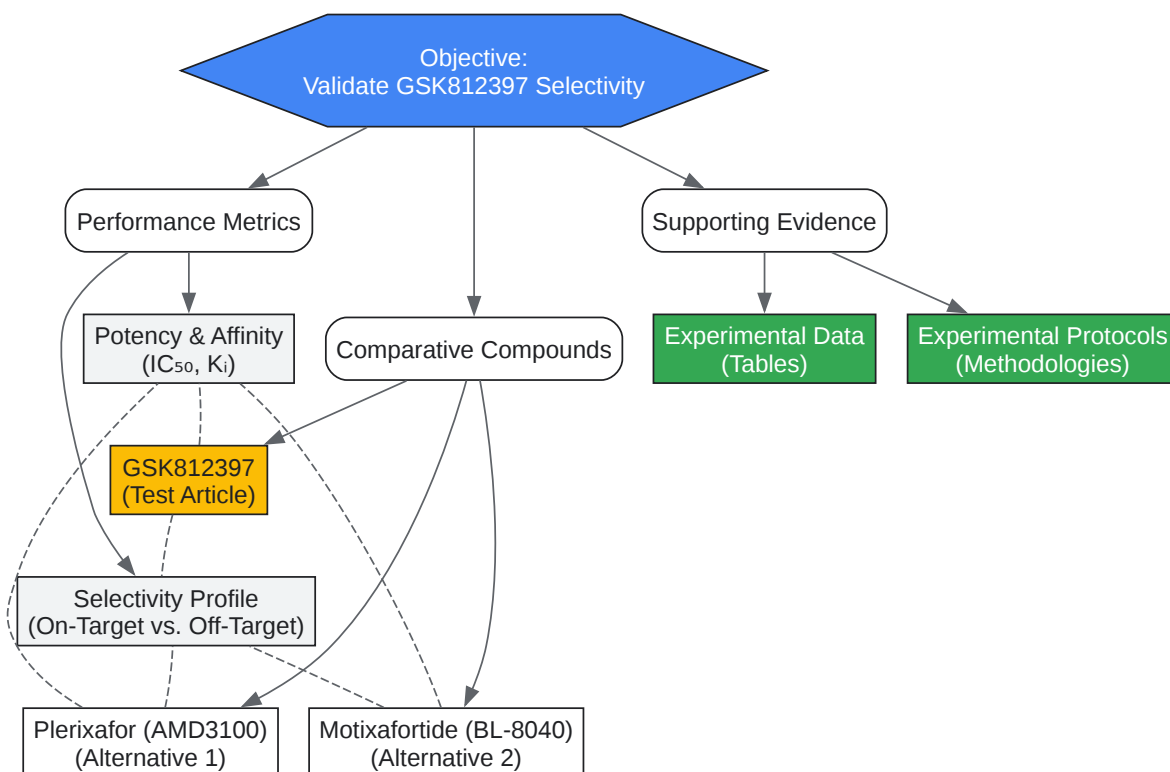 Objective:
Validate GSK812397 Selectivity
Performance Metrics
Supporting Evidence
Potency & Affinity
(IC₅₀, Kᵢ)
Comparative Compounds
Experimental Data
(Tables)
Experimental Protocols
(Methodologies)
GSK812397
(Test Article)
Selectivity Profile
(On-Target vs. Off-Target)
Plerixafor (AMD3100)
(Alternative 1)
Motixafortide (BL-8040)
(Alternative 2)